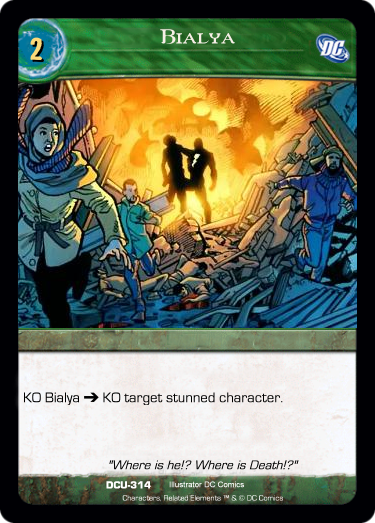 2
BIALYA
DC
KO Bialya ➔ KO target stunned character.
"Where is he!? Where is Death!?"
DCU-314 Illustrator DC Comics
Characters, Related Elements ™ & © DC Comics